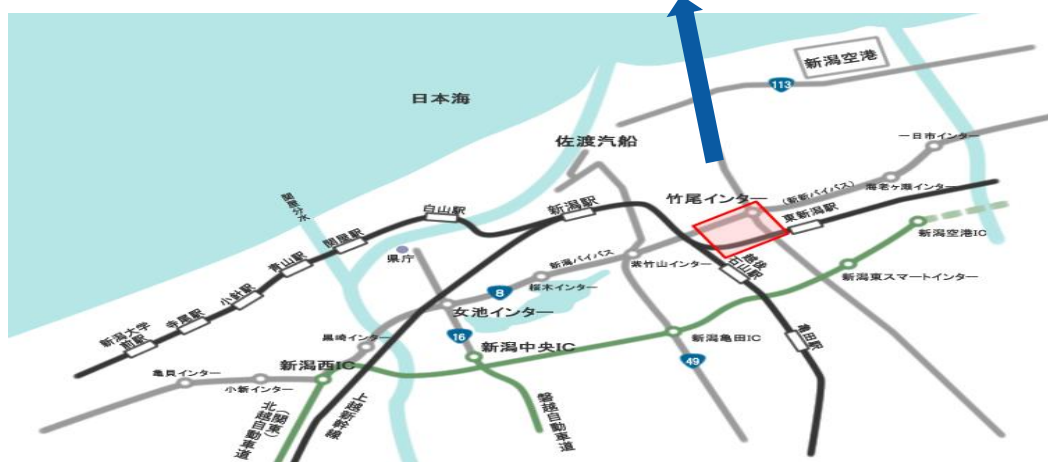 新潟空港
113
日本海
佐渡汽船
一日市インター
海老ヶ瀬インター
(新新バイパス)
竹尾インター
関屋分水
白山駅
新潟駅
東新潟駅
関屋駅
県庁
新潟空港IC
青山駅
新潟バイパス
紫竹山インター
越後
石山駅
新潟東スマートインター
小針駅
8
桜木インター
寺尾駅
女池インター
新潟大学
前駅
黒崎インター
16
新潟中央IC
新潟亀田IC
亀田駅
新潟西IC
49
亀貝インター
小新インター
(関東)
北越自動車道
上越新幹線
磐越自動車道